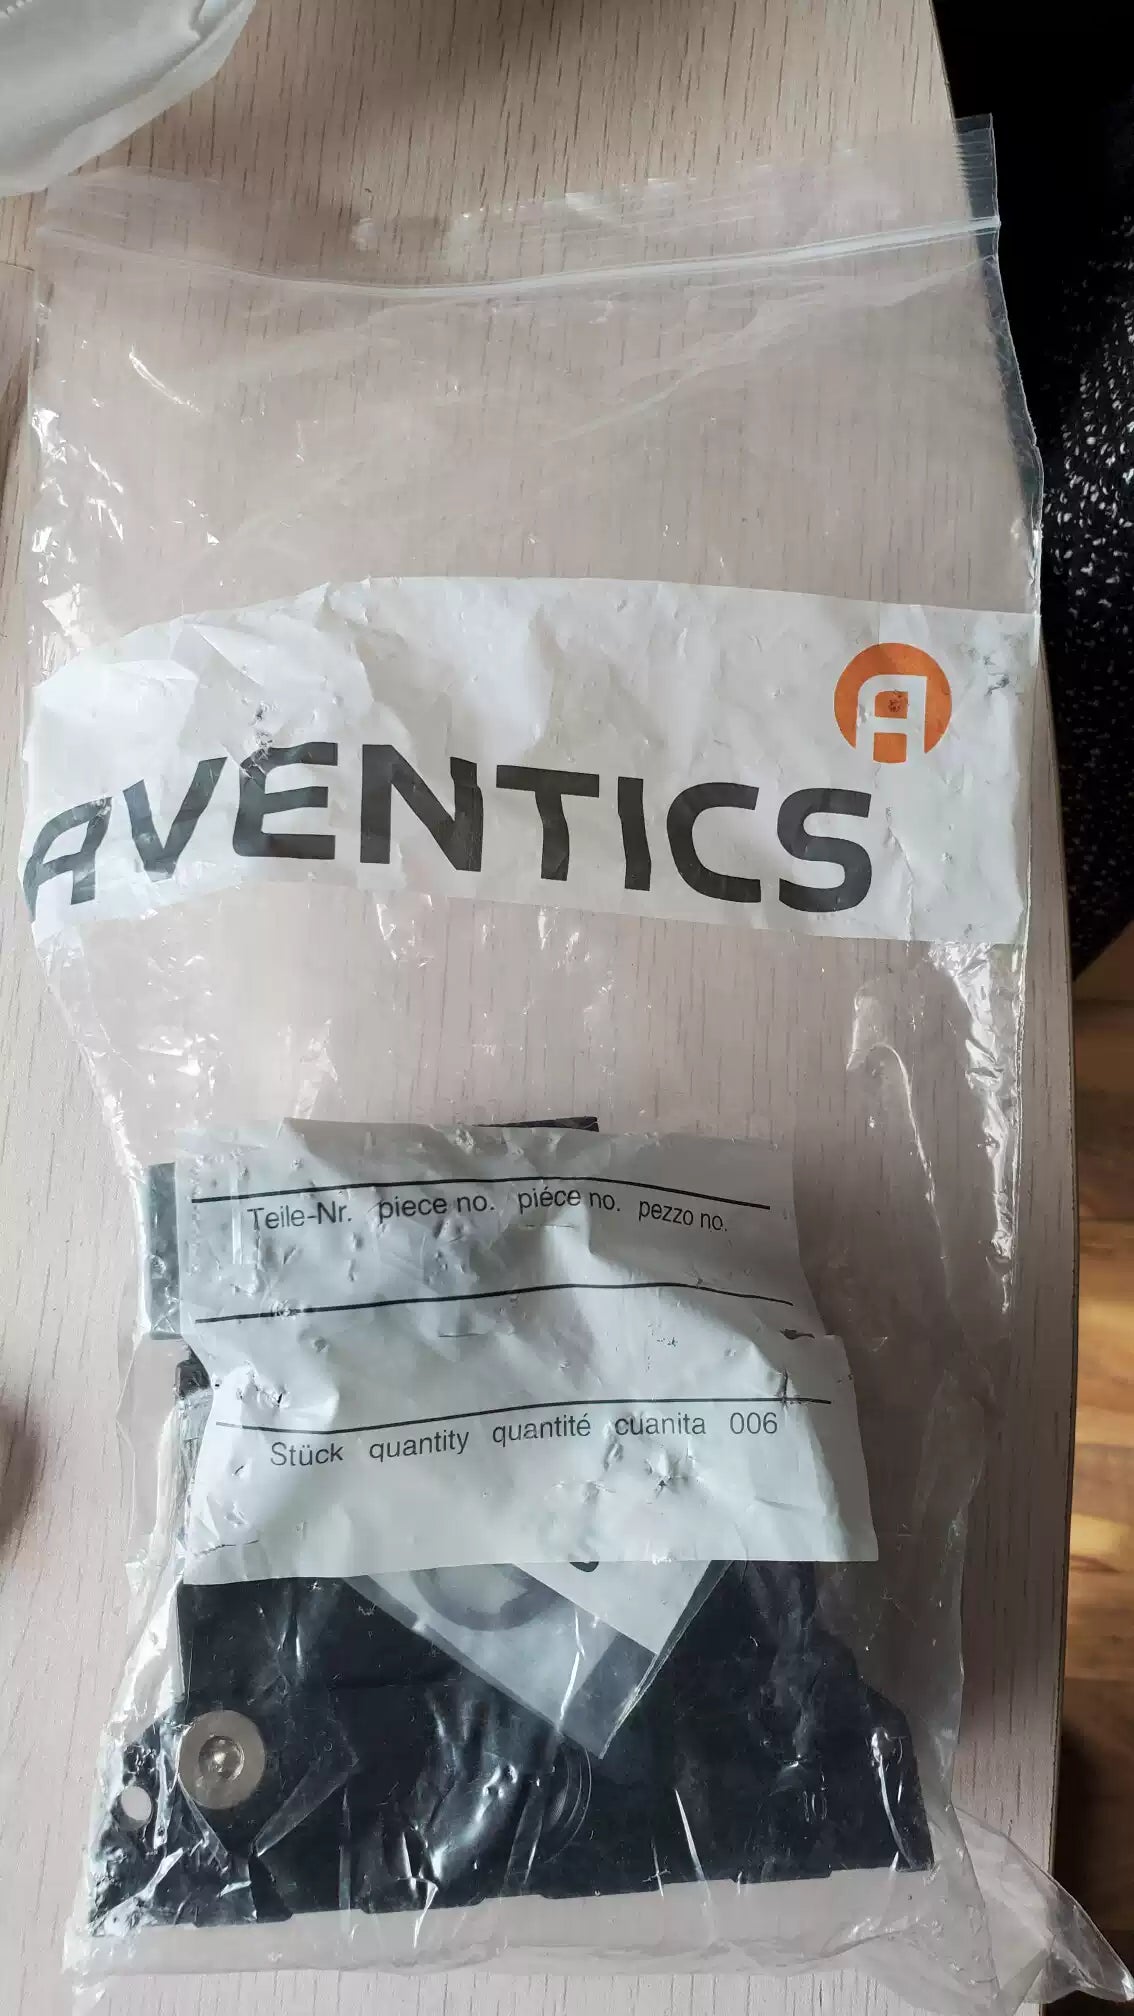 AVENTICS
Teile-Nr. piece no. piéce no. pezzo no.
Stück quantity quantité cuanita 006